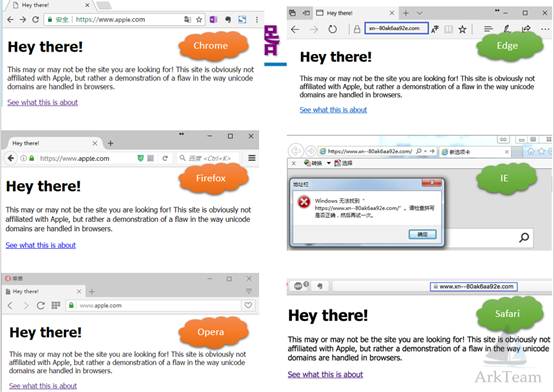 Hey there!
安全 | https://www.apple.com
Chrome
Hey there!
This may or may not be the site you are looking for! This site is obviously not
affiliated with Apple, but rather a demonstration of a flaw in the way unicode
domains are handled in browsers.
See what this is about
Hey there!
xn--80ak6aa92e.com
Edge
Hey there!
This may or may not be the site you are looking for! This site is obviously not
affiliated with Apple, but rather a demonstration of a flaw in the way unicode
domains are handled in browsers.
See what this is about
Hey there!
https://www.apple.com
百度 <Ctrl+K>
Firefox
Hey there!
This may or may not be the site you are looking for! This site is obviously not
affiliated with Apple, but rather a demonstration of a flaw in the way unicode
domains are handled in browsers.
See what this is about
https://www.xn--80ak6aa92e.com/
新选项卡
转换
选择
IE
地址栏
Windows 无法找到“
https://www.xn--80ak6aa92e.com/”。请检查拼写
是否正确，然后再试一次。
确定
Hey there!
www.apple.com
Opera
Hey there!
This may or may not be the site you are looking for! This site is obviously not
affiliated with Apple, but rather a demonstration of a flaw in the way unicode
domains are handled in browsers.
See what this is about
www.xn--80ak6aa92e.com
Safari
Hey there!
This may or may not be the site you are looking for! This site is obviously not
affiliated with Apple, but rather a demonstration of a flaw in the way unicode
domains are handled in browsers.
See what this is about
ArkTeam